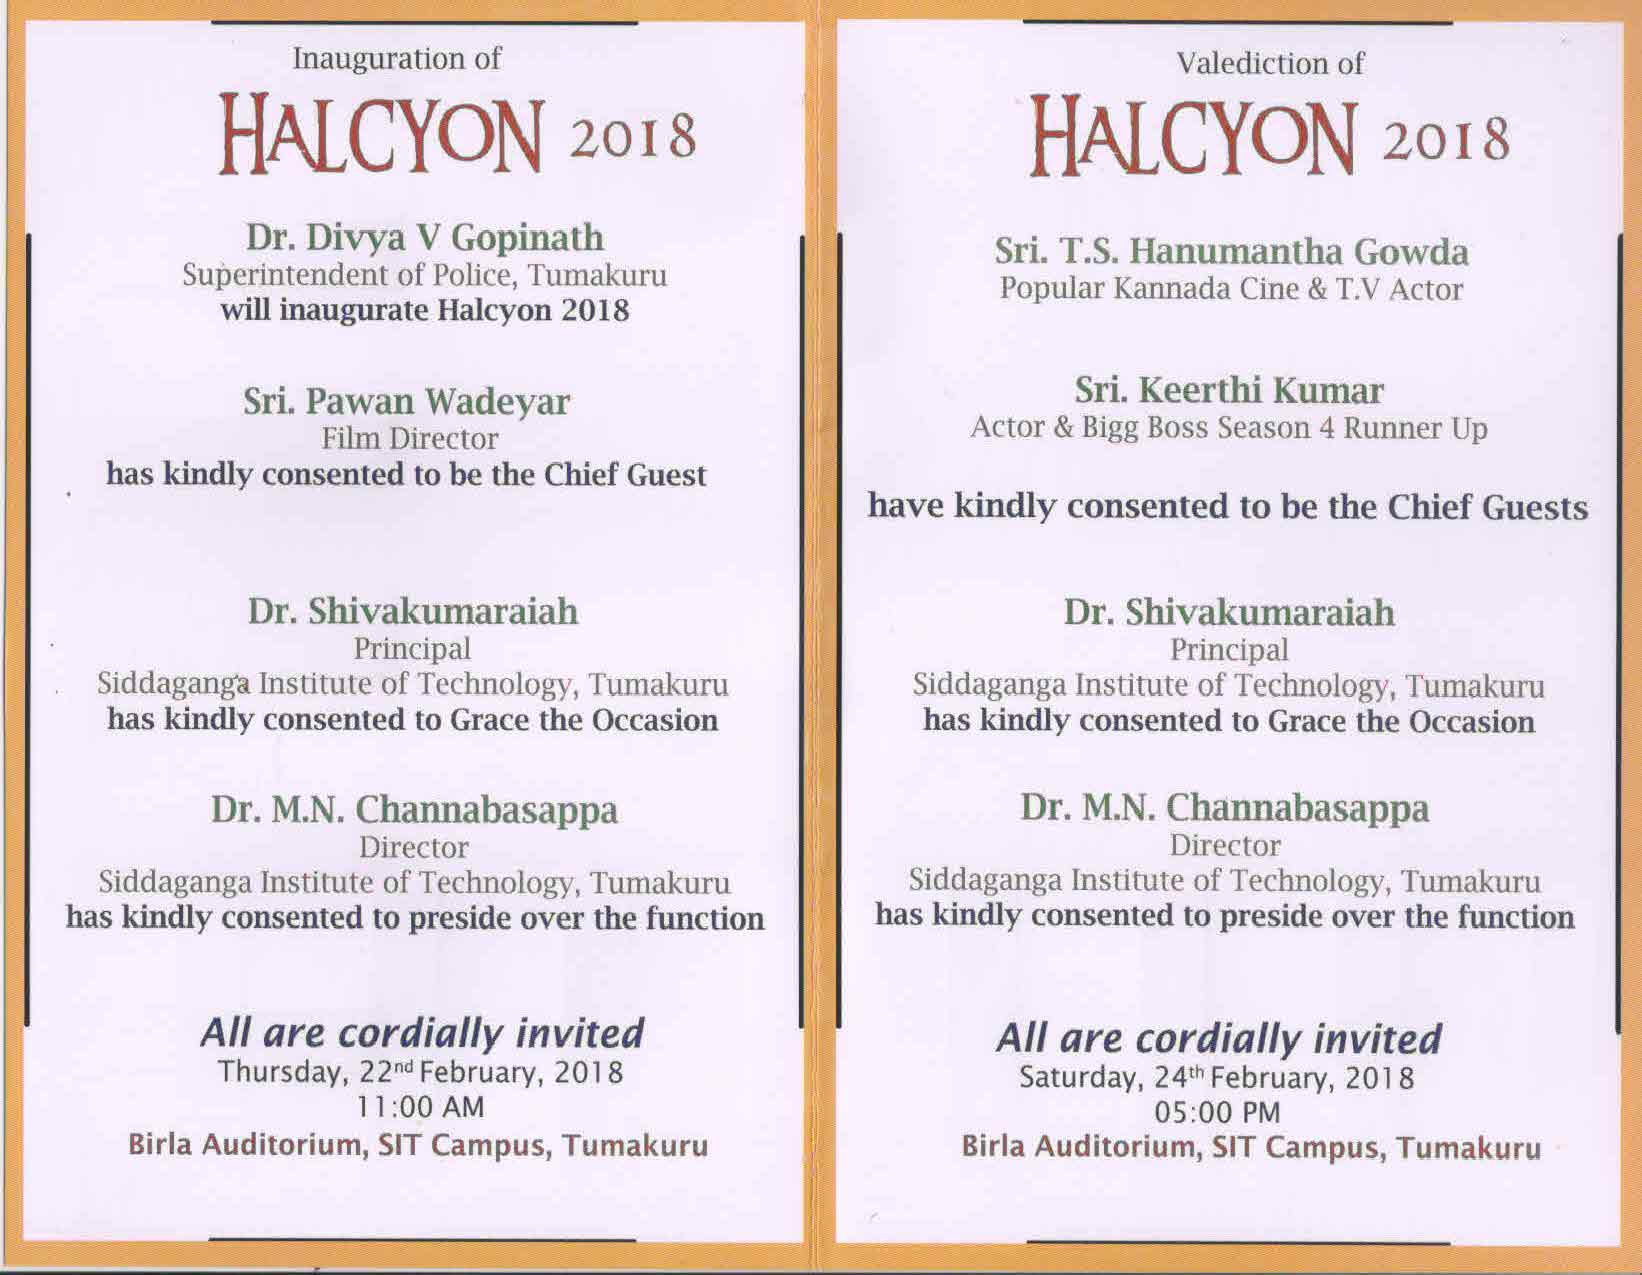 Inauguration of
HALCYON 2018
Dr. Divya V Gopinath
Superintendent of Police, Tumakuru
will inaugurate Halcyon 2018
Sri. Pawan Wadeyar
Film Director
has kindly consented to be the Chief Guest
Dr. Shivakumaraiah
Principal
Siddaganga Institute of Technology, Tumakuru
has kindly consented to Grace the Occasion
Dr. M.N. Channabasappa
Director
Siddaganga Institute of Technology, Tumakuru
has kindly consented to preside over the function
All are cordially invited
Thursday, 22nd February, 2018
11:00 AM
Birla Auditorium, SIT Campus, Tumakuru
Valediction of
HALCYON 2018
Sri. T.S. Hanumantha Gowda
Popular Kannada Cine & T.V Actor
Sri. Keerthi Kumar
Actor & Bigg Boss Season 4 Runner Up
have kindly consented to be the Chief Guests
Dr. Shivakumaraiah
Principal
Siddaganga Institute of Technology, Tumakuru
has kindly consented to Grace the Occasion
Dr. M.N. Channabasappa
Director
Siddaganga Institute of Technology, Tumakuru
has kindly consented to preside over the function
All are cordially invited
Saturday, 24th February, 2018
05:00 PM
Birla Auditorium, SIT Campus, Tumakuru